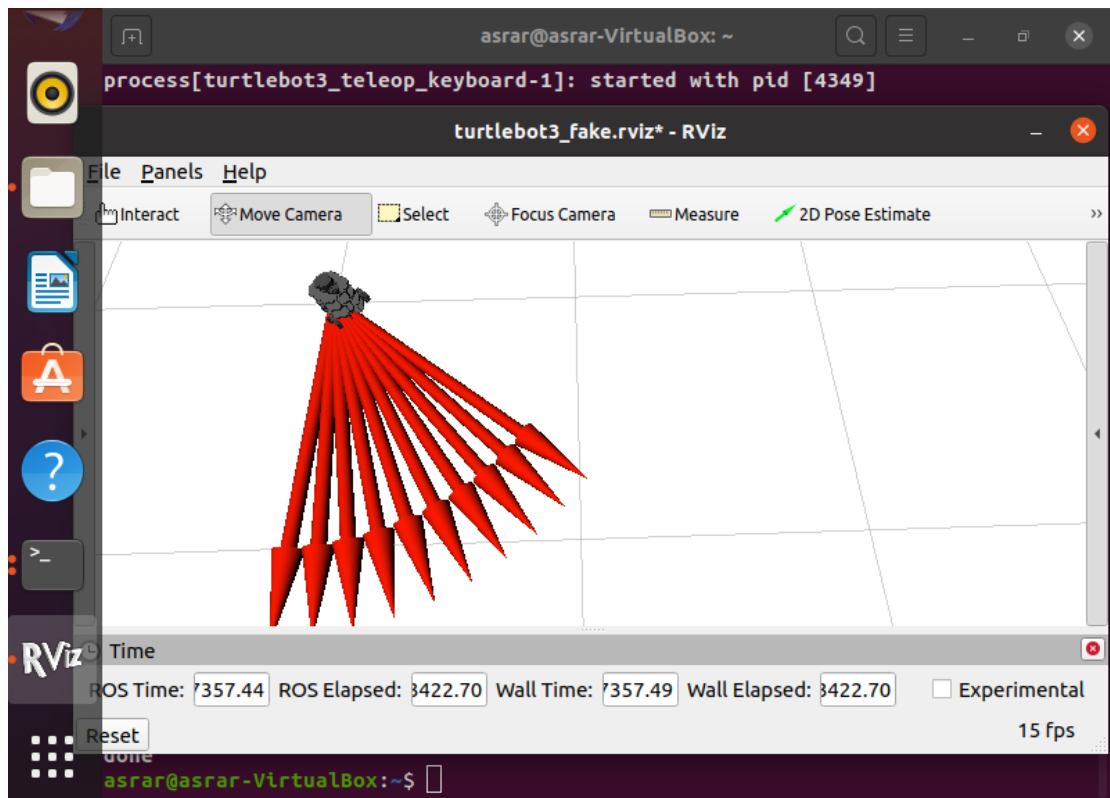 asrar@asrar-VirtualBox: ~
process[turtlebot3_teleop_keyboard-1]: started with pid [4349]
turtlebot3_fake.rviz* - RViz
File Panels Help
Interact Move Camera Select Focus Camera Measure 2D Pose Estimate »
?
>_
RViz
Time
ROS Time: 7357.44 ROS Elapsed: 3422.70 Wall Time: 7357.49 Wall Elapsed: 3422.70 Experimental
Reset 15 fps
done
asrar@asrar-VirtualBox:~$